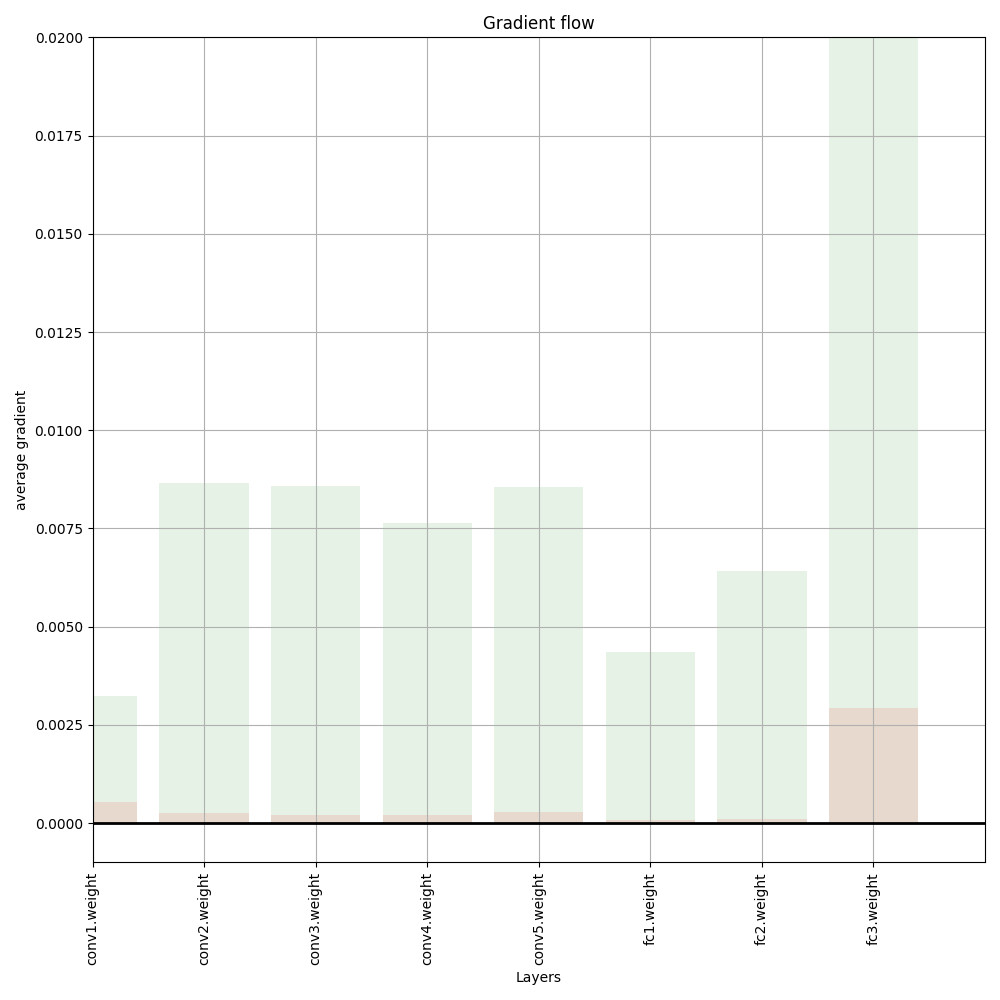 Gradient flow
0.0200
0.0175
0.0150
0.0125
0.0100
0.0075
0.0050
0.0025
0.0000
average gradient
conv1.weight
conv2.weight
conv3.weight
conv4.weight
conv5.weight
fc1.weight
fc2.weight
fc3.weight
Layers